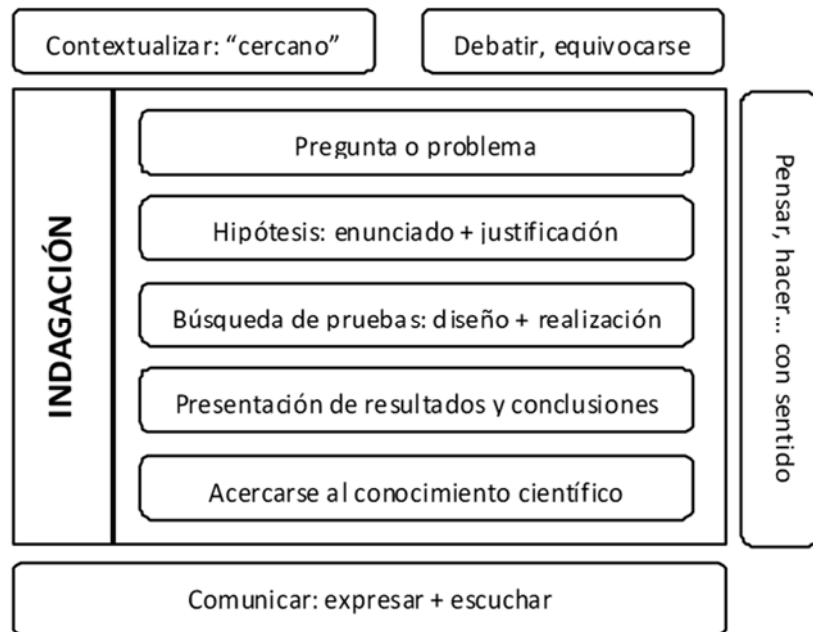 Contextualizar: “cercano”
Debatir, equivocarse
INDAGACIÓN
Pregunta o problema
Hipótesis: enunciado + justificación
Búsqueda de pruebas: diseño + realización
Presentación de resultados y conclusiones
Acercarse al conocimiento científico
Pensar, hacer... con sentido
Comunicar: expresar + escuchar